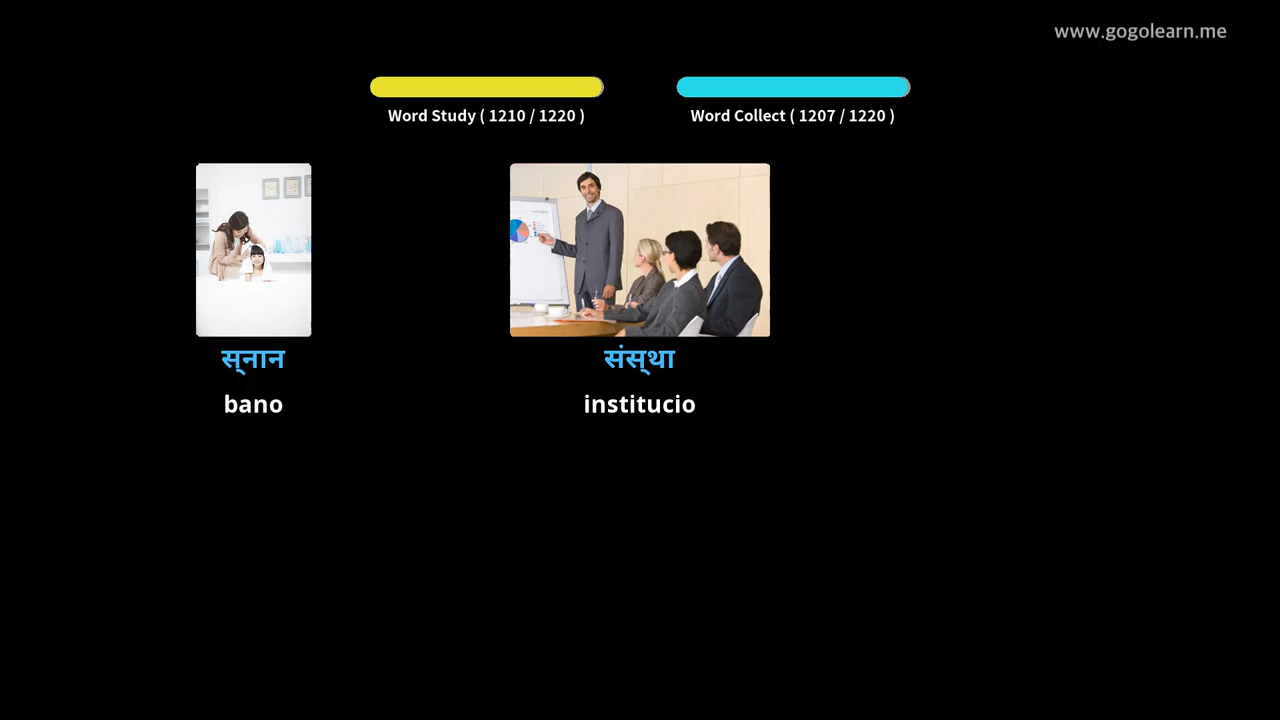 www.gogolearn.me
Word Study ( 1210 / 1220 )
Word Collect ( 1207 / 1220 )
स्नान
bano
संस्था
institucio